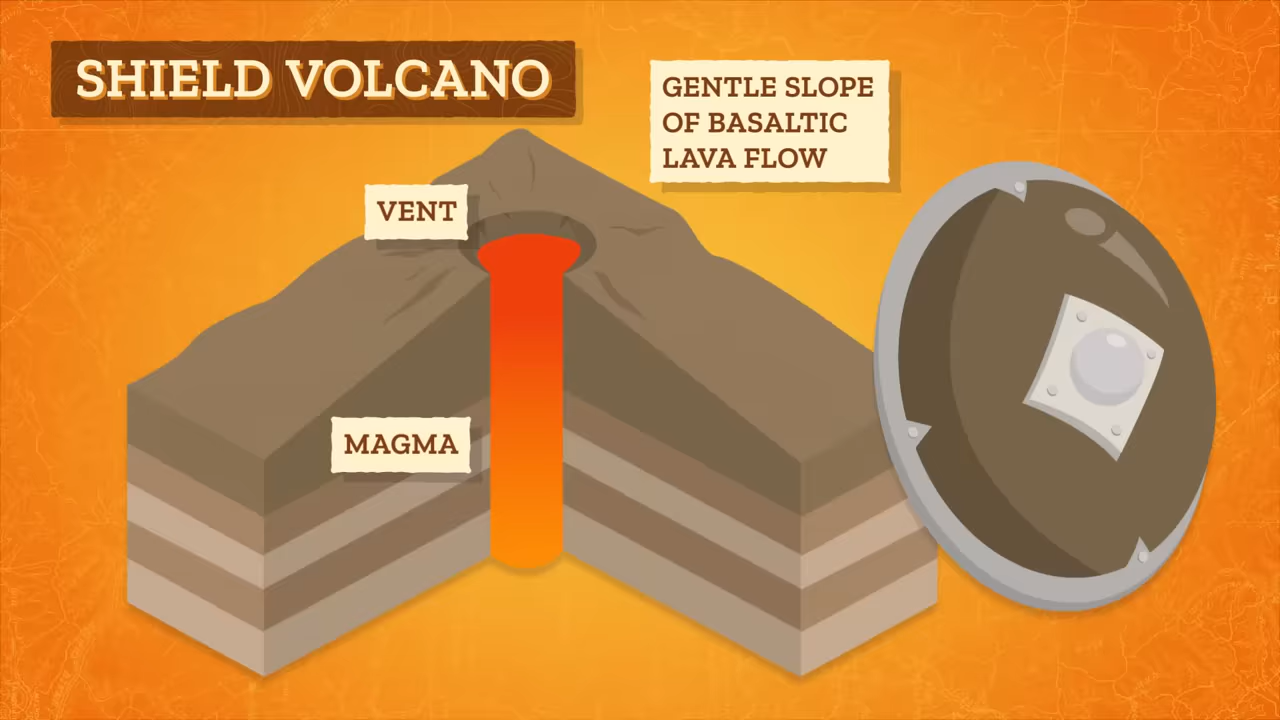 SHIELD VOLCANO
GENTLE SLOPE
OF BASALTIC
LAVA FLOW
VENT
MAGMA